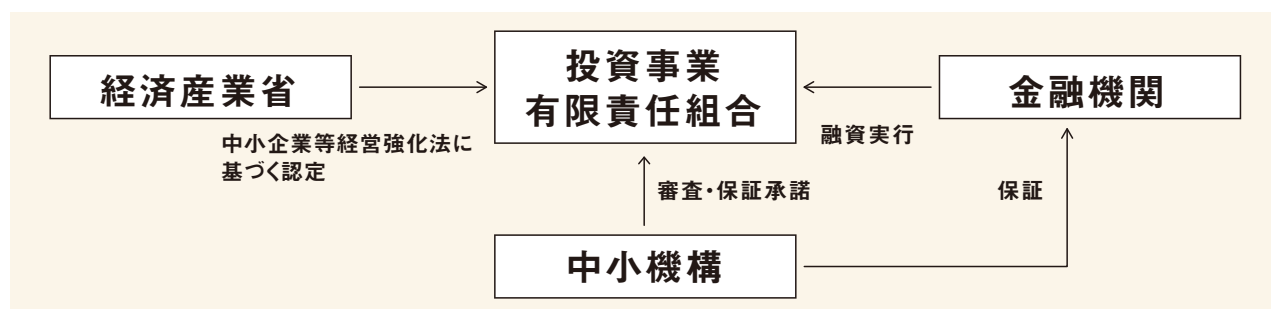 経済産業省
投資事業
有限責任組合
金融機関
中小企業等経営強化法に
基づく認定
融資実行
審査・保証承諾
保証
中小機構